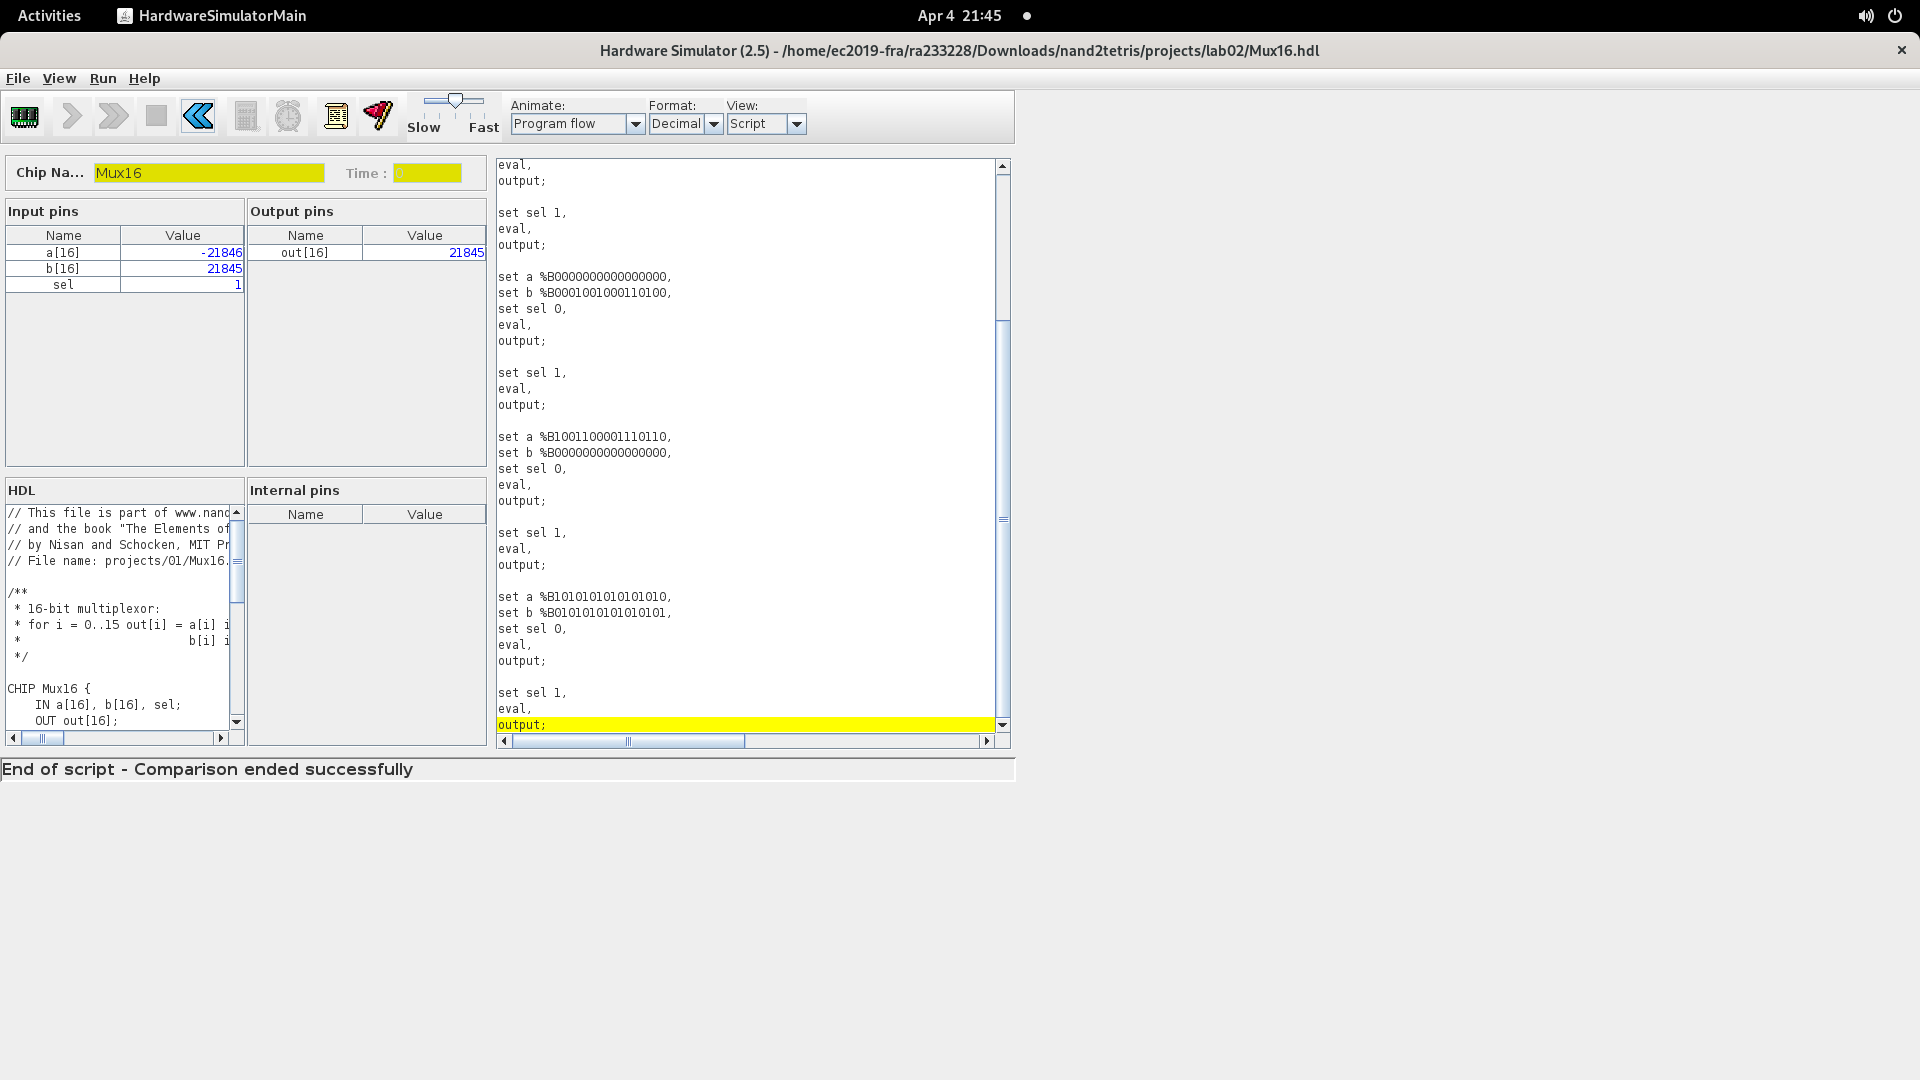 Activities
HardwareSimulatorMain
Apr 4 21:45
Hardware Simulator (2.5) - /home/ec2019-fra/ra233228/Downloads/nand2tetris/projects/lab02/Mux16.hdl
File View Run Help
Slow Fast
Animate:
Program flow
Format:
Decimal
View:
Script
Chip Na... Mux16 Time : 0
Input pins
Name Value
a[16] -21846
b[16] 21845
sel 1
Output pins
Name Value
out[16] 21845
HDL
// This file is part of www.nand
// and the book "The Elements of
// by Nisan and Schocken, MIT Pr
// File name: projects/01/Mux16.
/**
* 16-bit multiplexor:
* for i = 0..15 out[i] = a[i] i
* b[i] i
*/
CHIP Mux16 {
IN a[16], b[16], sel;
OUT out[16];
Internal pins
Name Value
eval,
output;
set sel 1,
eval,
output;
set a %B0000000000000000,
set b %B0001001000110100,
set sel 0,
eval,
output;
set sel 1,
eval,
output;
set a %B1001100001110110,
set b %B0000000000000000,
set sel 0,
eval,
output;
set sel 1,
eval,
output;
set a %B1010101010101010,
set b %B0101010101010101,
set sel 0,
eval,
output;
set sel 1,
eval,
output;
End of script - Comparison ended successfully